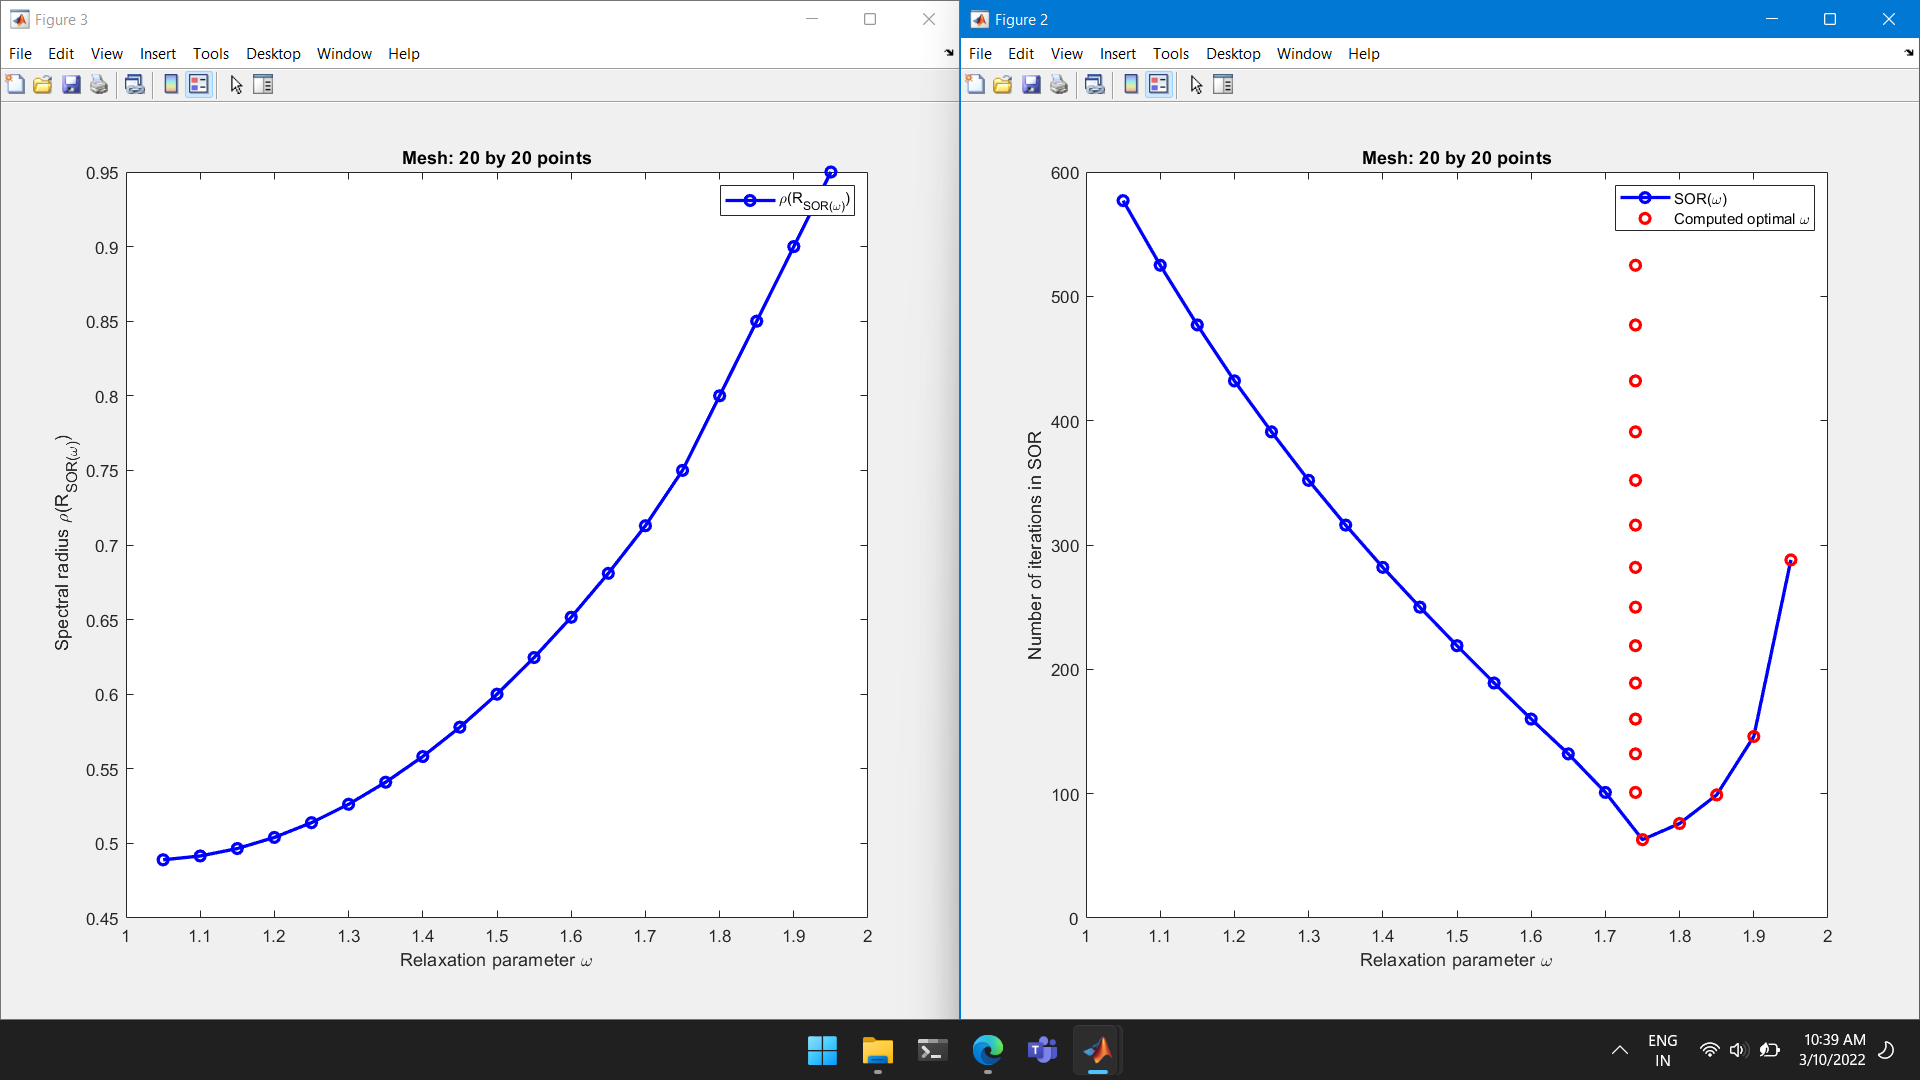 Figure 3
File Edit View Insert Tools Desktop Window Help
Mesh: 20 by 20 points
ρ(R_SOR(ω))
0.95
0.9
0.85
0.8
0.75
0.7
0.65
0.6
0.55
0.5
0.45
Spectral radius ρ(R_SOR(ω))
1 1.1 1.2 1.3 1.4 1.5 1.6 1.7 1.8 1.9 2
Relaxation parameter ω
Figure 2
File Edit View Insert Tools Desktop Window Help
Mesh: 20 by 20 points
SOR(ω)
Computed optimal ω
600
500
400
300
200
100
0
Number of iterations in SOR
1 1.1 1.2 1.3 1.4 1.5 1.6 1.7 1.8 1.9 2
Relaxation parameter ω
ENG
IN
10:39 AM
3/10/2022